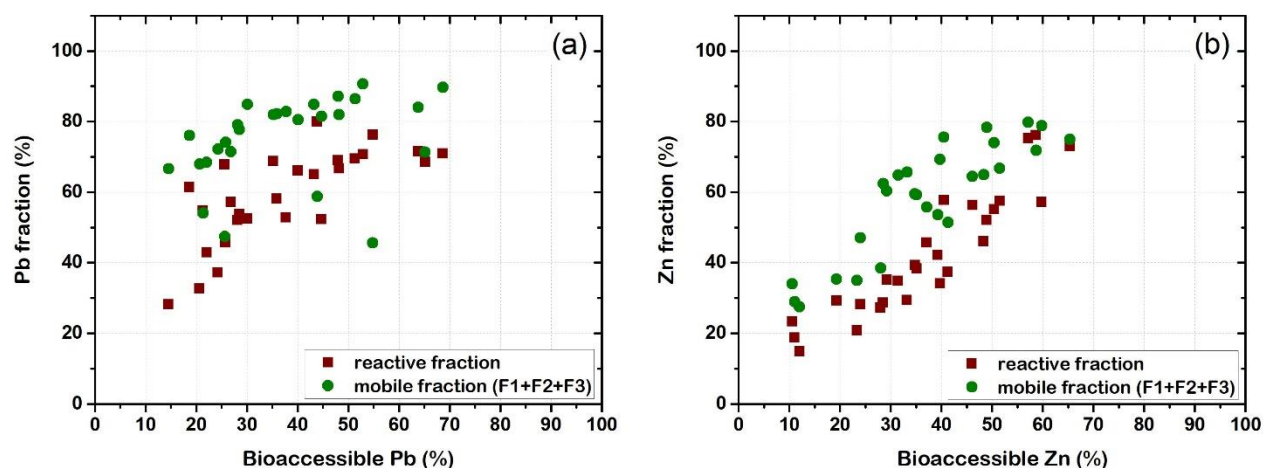 (a)
100
80
60
40
20
0
Pb fraction (%)
reactive fraction
mobile fraction (F1+F2+F3)
0 10 20 30 40 50 60 70 80 90 100
Bioaccessible Pb (%)
(b)
100
80
60
40
20
0
Zn fraction (%)
reactive fraction
mobile fraction (F1+F2+F3)
0 10 20 30 40 50 60 70 80 90 100
Bioaccessible Zn (%)